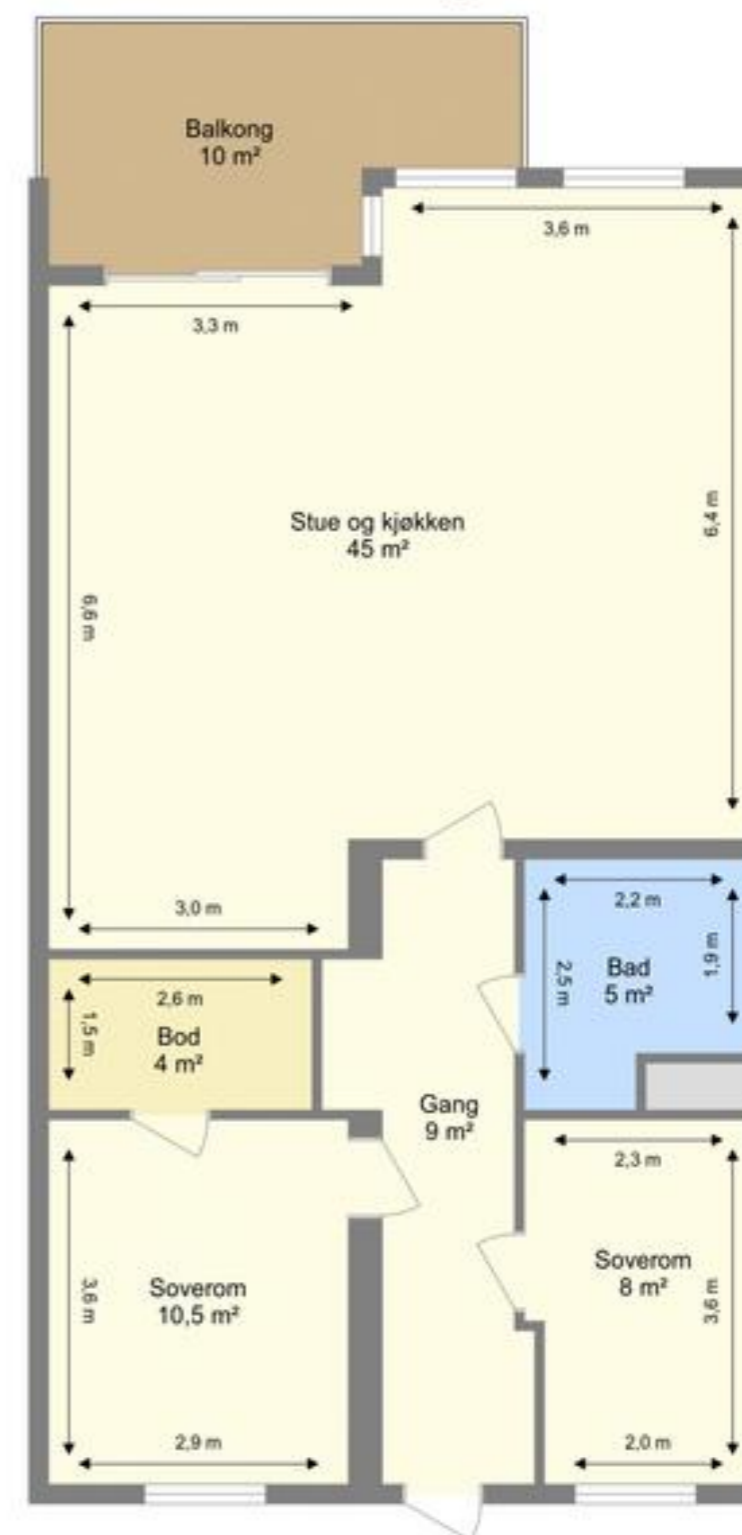 Balkong
10 m²
3,6 m
3,3 m
Stue og kjøkken
45 m²
6,4 m
6,6 m
3,0 m
2,2 m
2,6 m
1,5 m
Bod
4 m²
2,5 m
Bad
5 m²
1,9 m
Gang
9 m²
2,3 m
3,6 m
Soverom
10,5 m²
Soverom
8 m²
3,6 m
2,9 m
2,0 m